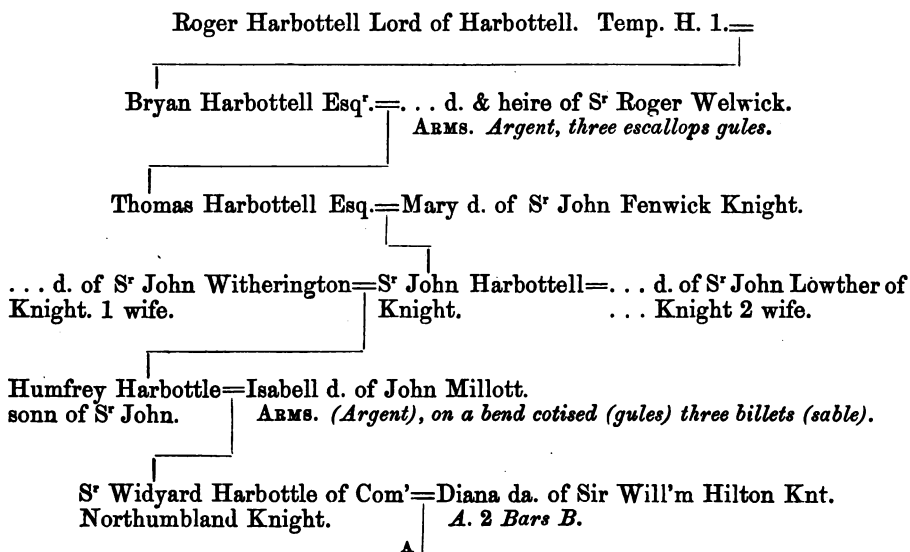 Roger Harbottell Lord of Harbottell. Temp. H. 1.=
Bryan Harbottell Esqr.=. . . d. & heire of Sr Roger Welwick.
ARMS. Argent, three escallops gules.
Thomas Harbottell Esq.=Mary d. of Sr John Fenwick Knight.
. . . d. of Sr John Witherington=Sr John Harbottell=. . . d. of Sr John Lowther of
Knight. 1 wife. Knight. . . . Knight 2 wife.
Humfrey Harbottle=Isabell d. of John Millott.
sonn of Sr John. ARMS. (Argent), on a bend cotised (gules) three billets (sable).
Sr Widyard Harbottle of Com'=Diana da. of Sir Will'm Hilton Knt.
Northumbland Knight. A. 2 Bars B.
A